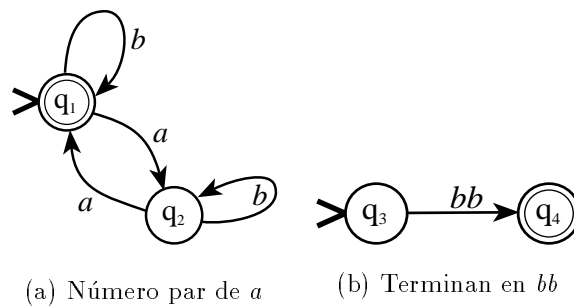 b
q₁
a
a
q₂
b
q₃
bb
q₄
(a) Número par de a
(b) Terminan en bb